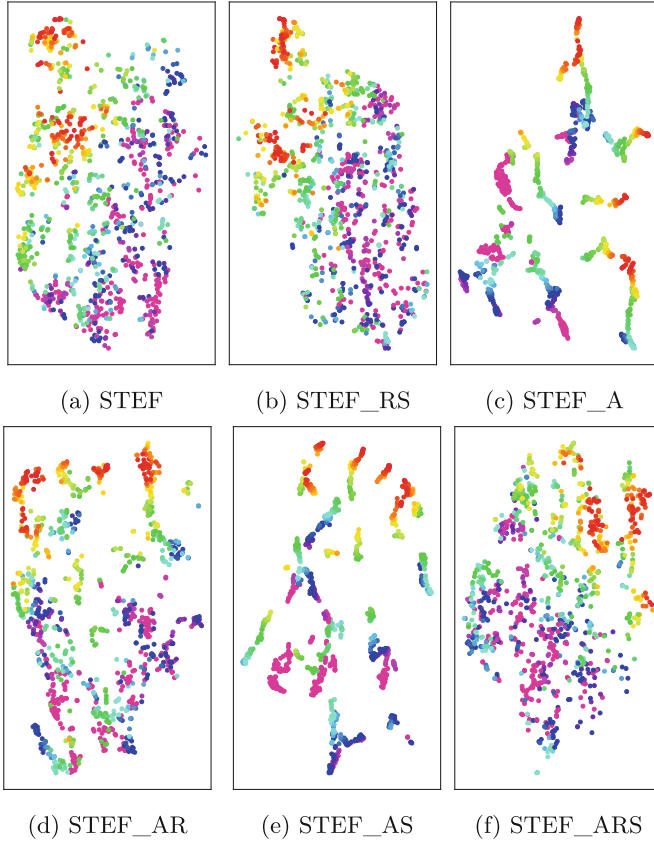 (a) STEF
(b) STEF_RS
(c) STEF_A
(d) STEF_AR
(e) STEF_AS
(f) STEF_ARS